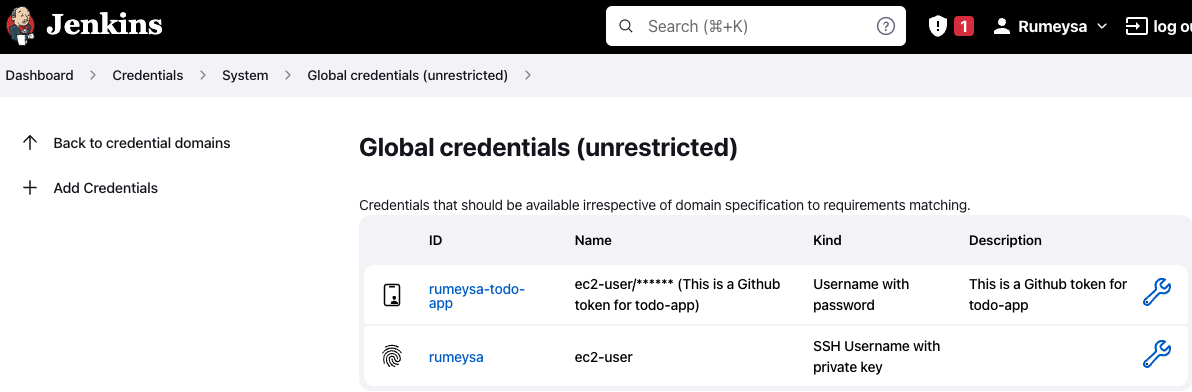 Jenkins
Search (⌘+K)
1
Rumeysa
log ou
Dashboard
Credentials
System
Global credentials (unrestricted)
Back to credential domains
Add Credentials
Global credentials (unrestricted)
Credentials that should be available irrespective of domain specification to requirements matching.
ID Name Kind Description
rumeysa-todo-
app
ec2-user/****** (This is a Github
token for todo-app)
Username with
password
This is a Github token for
todo-app
rumeysa
ec2-user
SSH Username with
private key